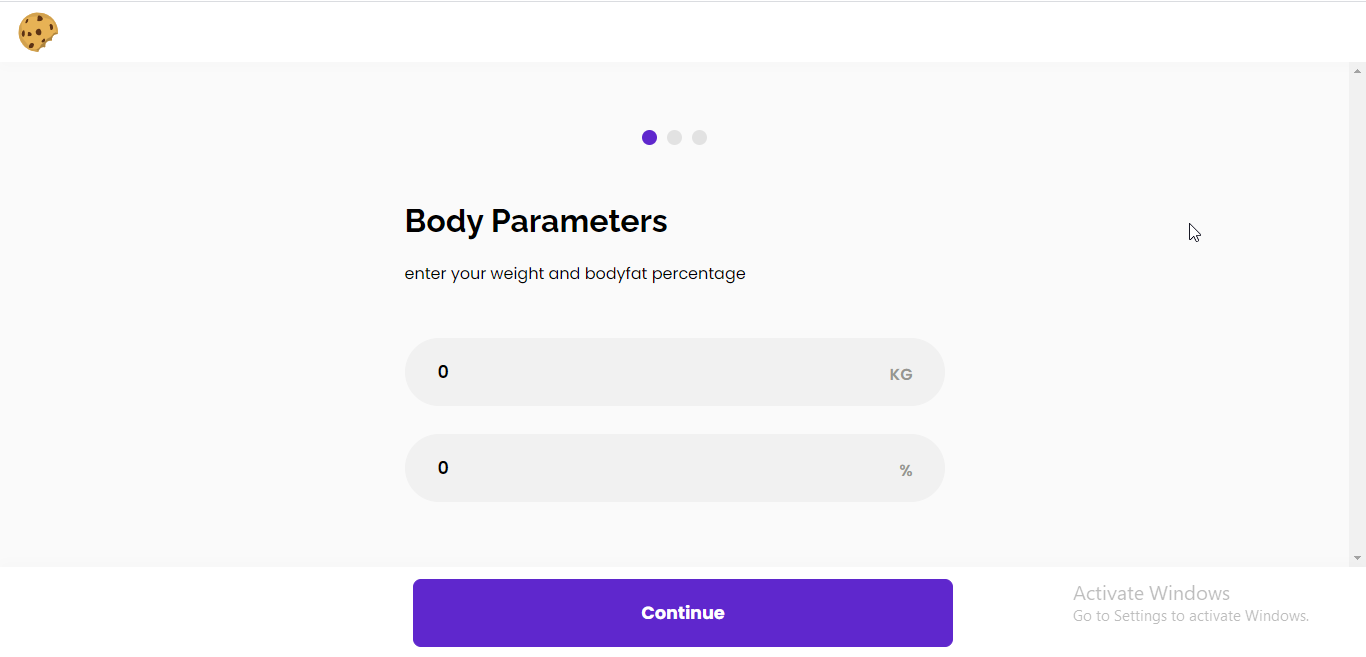 Body Parameters
enter your weight and bodyfat percentage
0 KG
0 %
Continue
Activate Windows
Go to Settings to activate Windows.